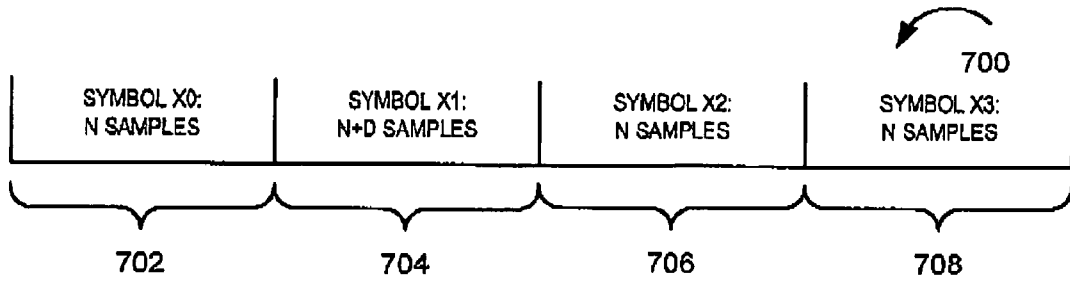 700
SYMBOL X0:
N SAMPLES
SYMBOL X1:
N+D SAMPLES
SYMBOL X2:
N SAMPLES
SYMBOL X3:
N SAMPLES
702
704
706
708